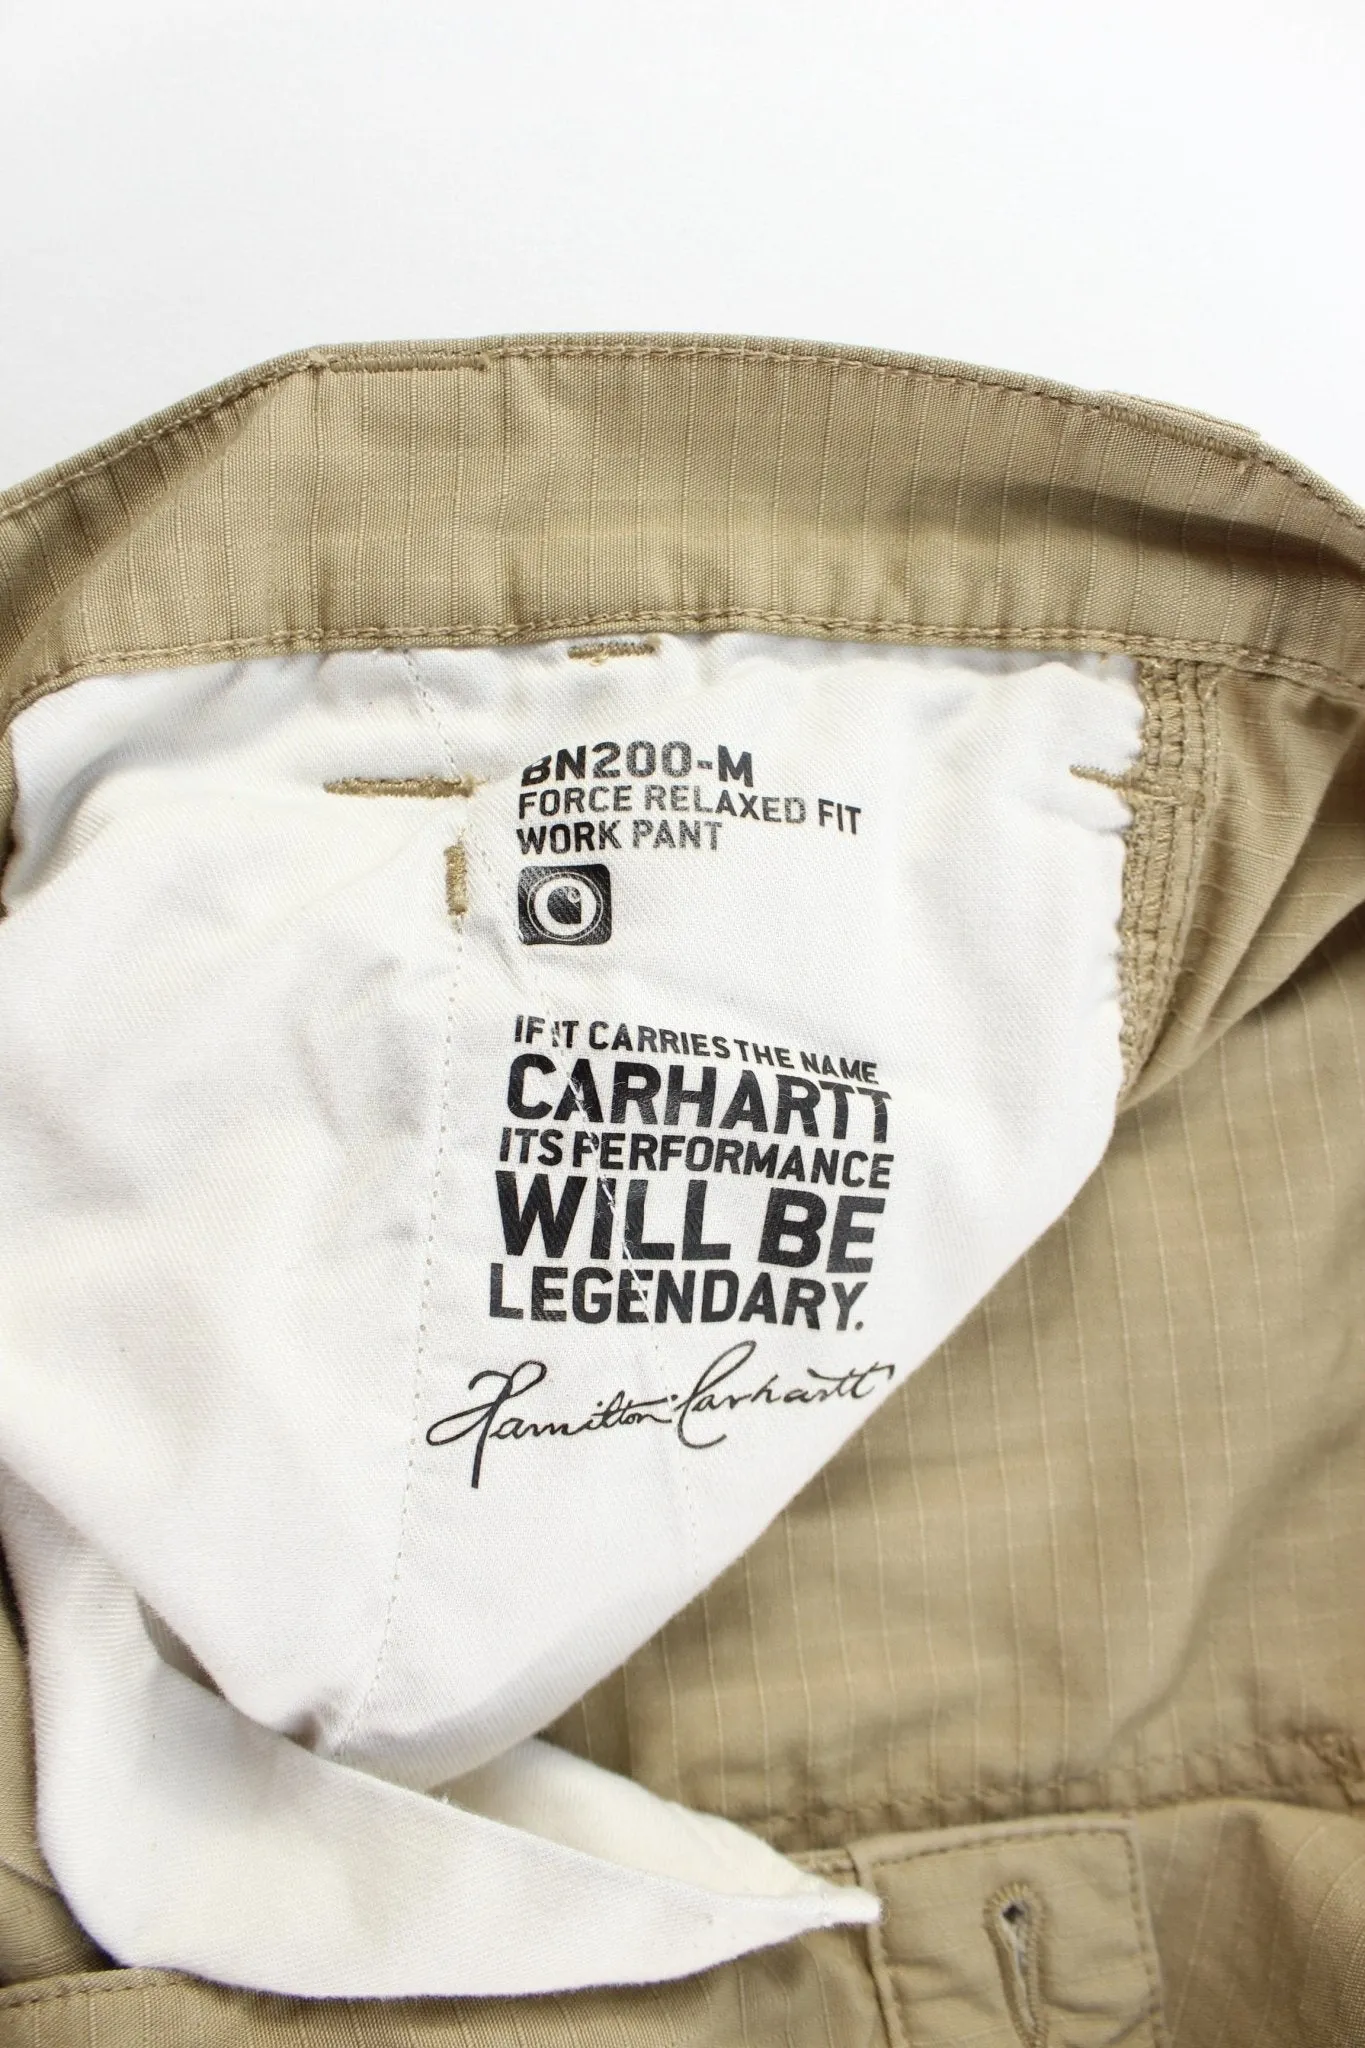 BN200-M
FORCE RELAXED FIT
WORK PANT
IF IT CARRIES THE NAME
CARHARTT
ITS PERFORMANCE
WILL BE
LEGENDARY.
Hamilton Carhartt